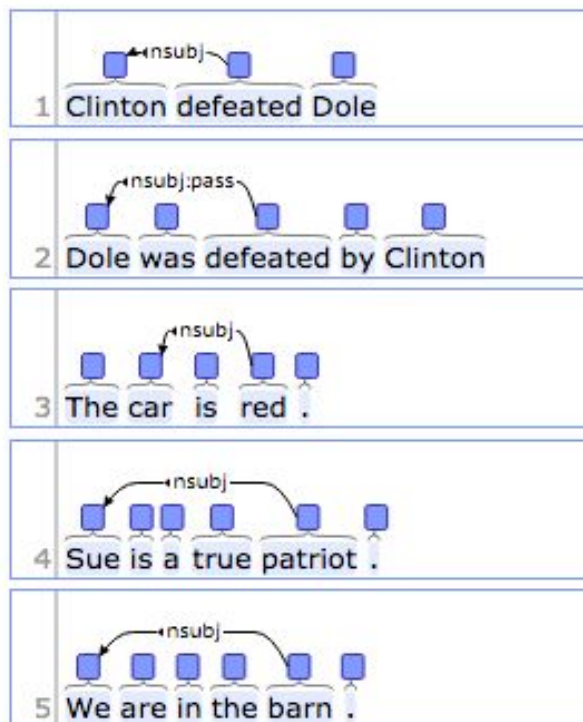 nsubj
1 Clinton defeated Dole
nsubj:pass
2 Dole was defeated by Clinton
nsubj
3 The car is red .
nsubj
4 Sue is a true patriot .
nsubj
5 We are in the barn .